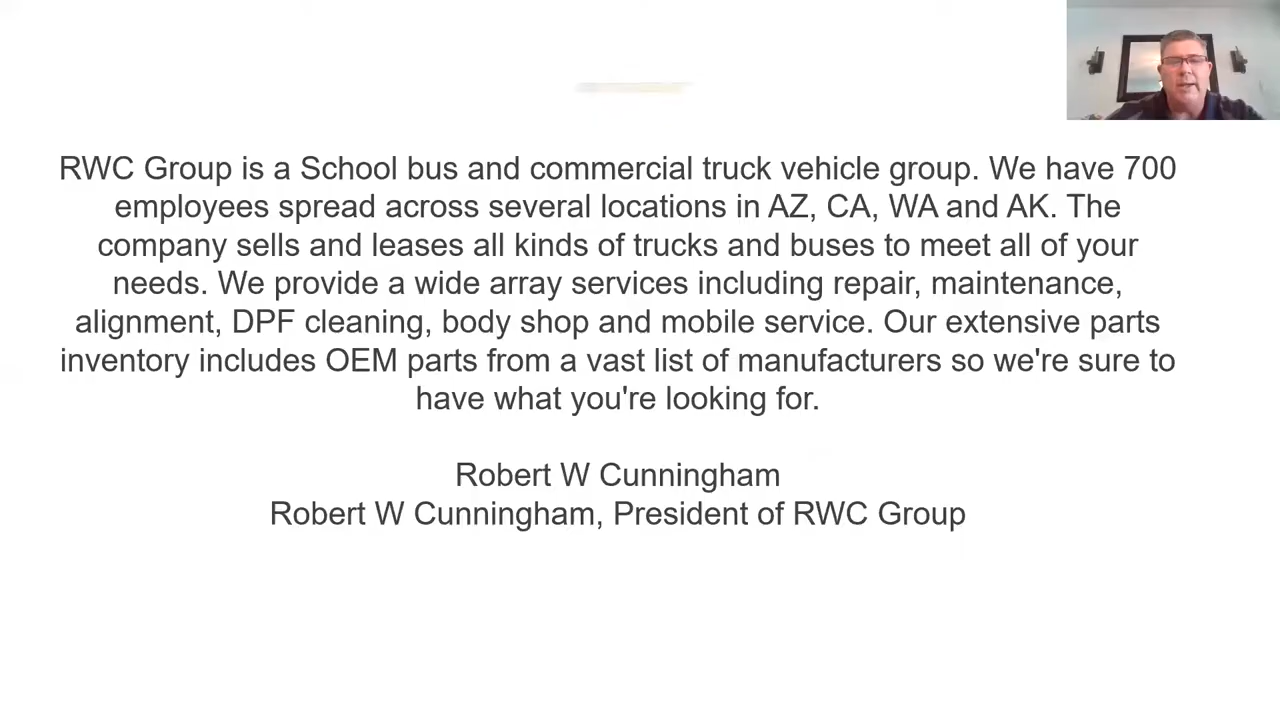 RWC Group is a School bus and commercial truck vehicle group. We have 700
employees spread across several locations in AZ, CA, WA and AK. The
company sells and leases all kinds of trucks and buses to meet all of your
needs. We provide a wide array services including repair, maintenance,
alignment, DPF cleaning, body shop and mobile service. Our extensive parts
inventory includes OEM parts from a vast list of manufacturers so we're sure to
have what you're looking for.
Robert W Cunningham
Robert W Cunningham, President of RWC Group